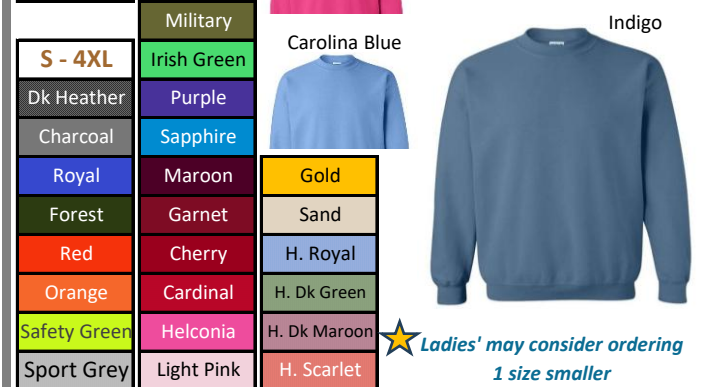 Military
Indigo
Carolina Blue
S - 4XL
Irish Green
Dk Heather
Purple
Charcoal
Sapphire
Royal
Maroon
Gold
Forest
Garnet
Sand
Red
Cherry
H. Royal
Orange
Cardinal
H. Dk Green
Safety Green
Helconia
H. Dk Maroon
Ladies' may consider ordering
1 size smaller
Sport Grey
Light Pink
H. Scarlet